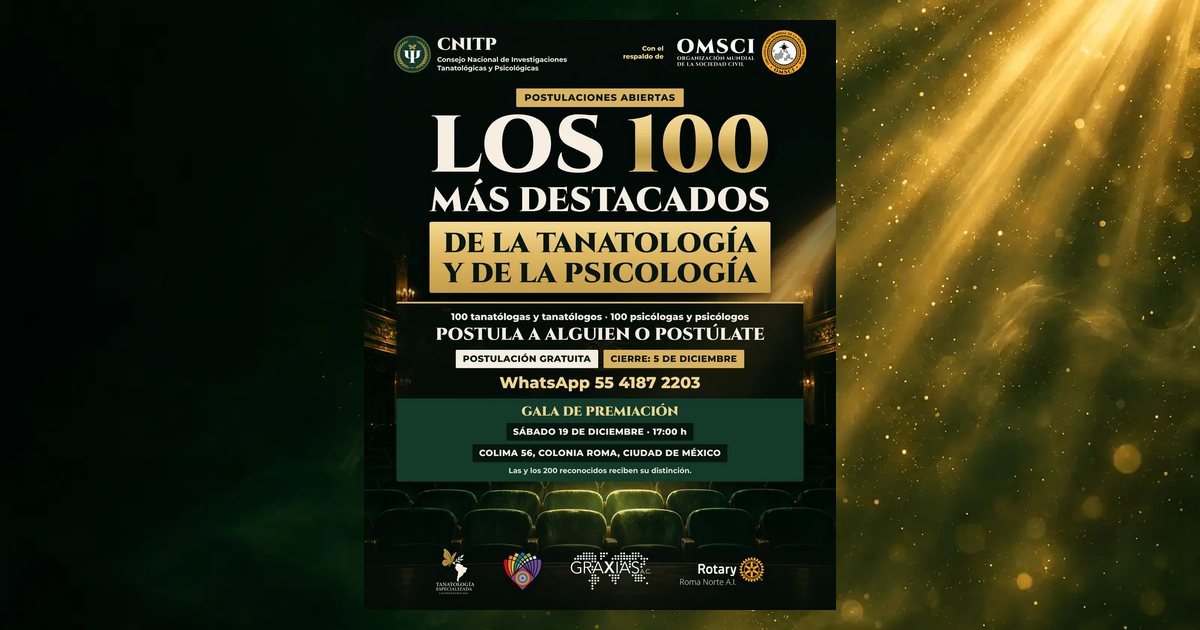 CNITP
Consejo Nacional de Investigaciones
Tanatológicas y Psicológicas
Con el
respaldo de
OMSCI
ORGANIZACIÓN MUNDIAL
DE LA SOCIEDAD CIVIL
OMSCI
POSTULACIONES ABIERTAS
LOS 100
MÁS DESTACADOS
DE LA TANATOLOGÍA
Y DE LA PSICOLOGÍA
100 tanatólogas y tanatólogos · 100 psicólogas y psicólogos
POSTULA A ALGUIEN O POSTÚLATE
POSTULACIÓN GRATUITA
CIERRE: 5 DE DICIEMBRE
WhatsApp 55 4187 2203
GALA DE PREMIACIÓN
SÁBADO 19 DE DICIEMBRE · 17:00 h
COLIMA 56, COLONIA ROMA, CIUDAD DE MÉXICO
Las y los 200 reconocidos reciben su distinción.
TANATOLOGÍA
ESPECIALIZADA
GRAXIAS A.C.
Rotary
Roma Norte A.I.